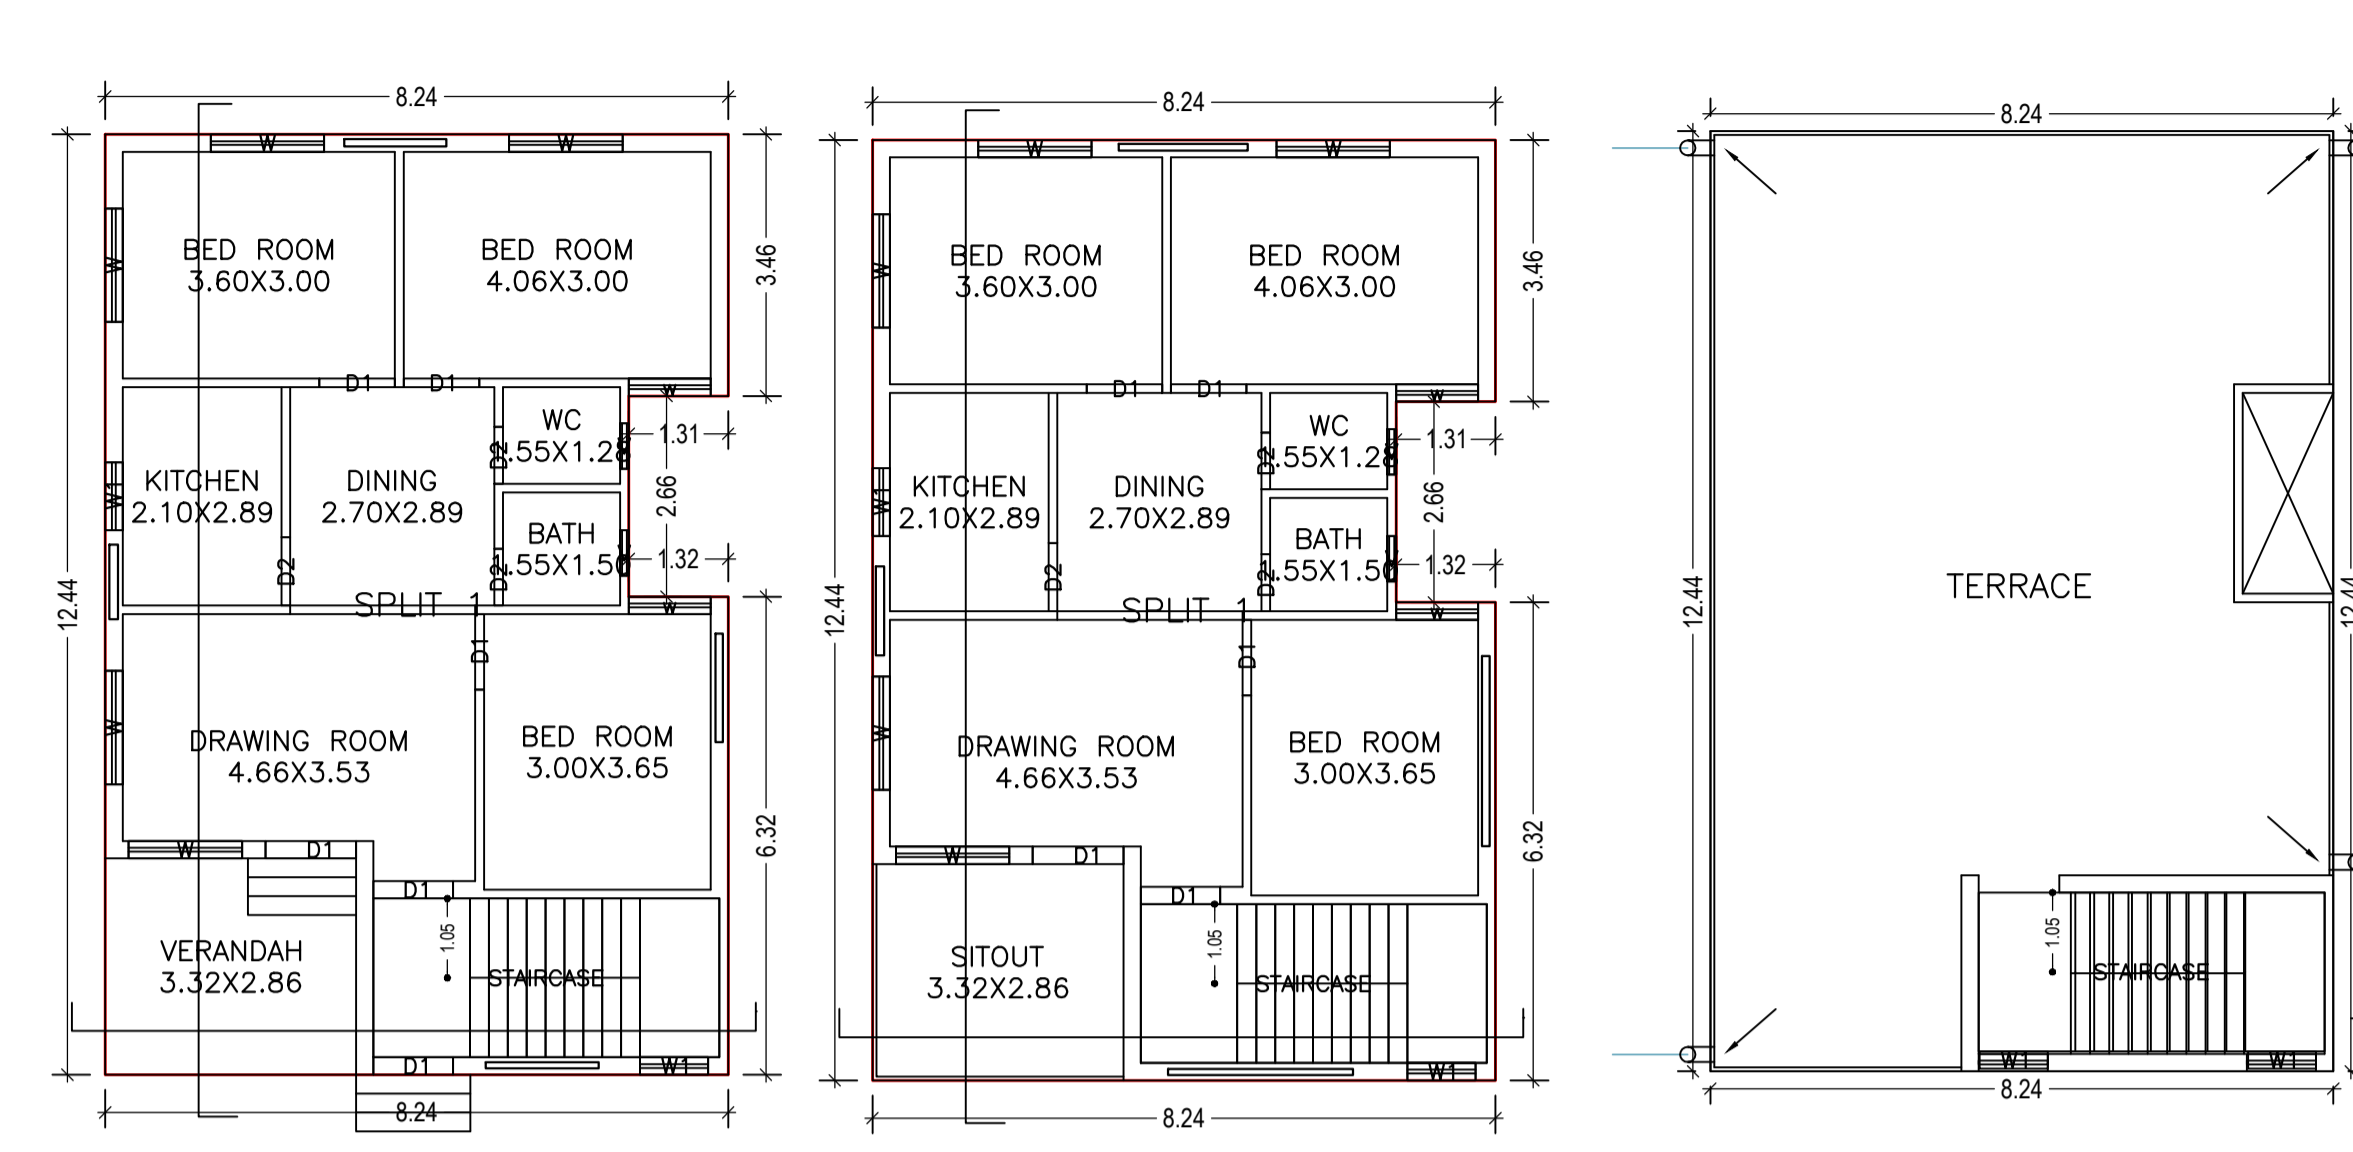 8.24
W
W
W
BED ROOM
3.60X3.00
BED ROOM
4.06X3.00
3.46
D1
D1
W
WC
.55X1.28
D2
1.31
KITCHEN
2.10X2.89
W1
DINING
2.70X2.89
2.66
BATH
.55X1.50
D2
D2
1.32
12.44
SPLIT 1
W
D1
W
DRAWING ROOM
4.66X3.53
BED ROOM
3.00X3.65
6.32
W
D1
D1
1.05
VERANDAH
3.32X2.86
STAIRCASE
D1
W1
8.24
8.24
W
W
W
BED ROOM
3.60X3.00
BED ROOM
4.06X3.00
3.46
D1
D1
W
WC
.55X1.28
D2
1.31
KITCHEN
2.10X2.89
W1
DINING
2.70X2.89
2.66
BATH
.55X1.50
D2
D2
1.32
12.44
SPLIT 1
W
D1
W
DRAWING ROOM
4.66X3.53
BED ROOM
3.00X3.65
6.32
W
D1
D1
1.05
SITOUT
3.32X2.86
STAIRCASE
W1
8.24
8.24
TERRACE
12.44
12.44
1.05
STAIRCASE
W1
W1
8.24